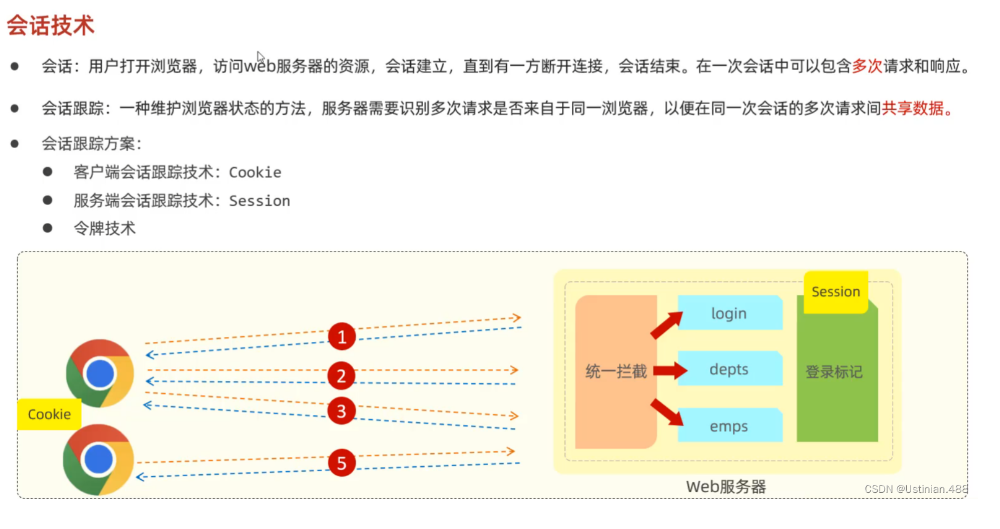 会话技术
● 会话：用户打开浏览器，访问web服务器的资源，会话建立，直到有一方断开连接，会话结束。在一次会话中可以包含多次请求和响应。
● 会话跟踪：一种维护浏览器状态的方法，服务器需要识别多次请求是否来自于同一浏览器，以便在同一次会话的多次请求间共享数据。
● 会话跟踪方案：
● 客户端会话跟踪技术：Cookie
● 服务端会话跟踪技术：Session
● 令牌技术
Session
login
1
统一拦截
depts
登录标记
2
3
Cookie
emps
5
Web服务器
CSDN @Ustinian.488